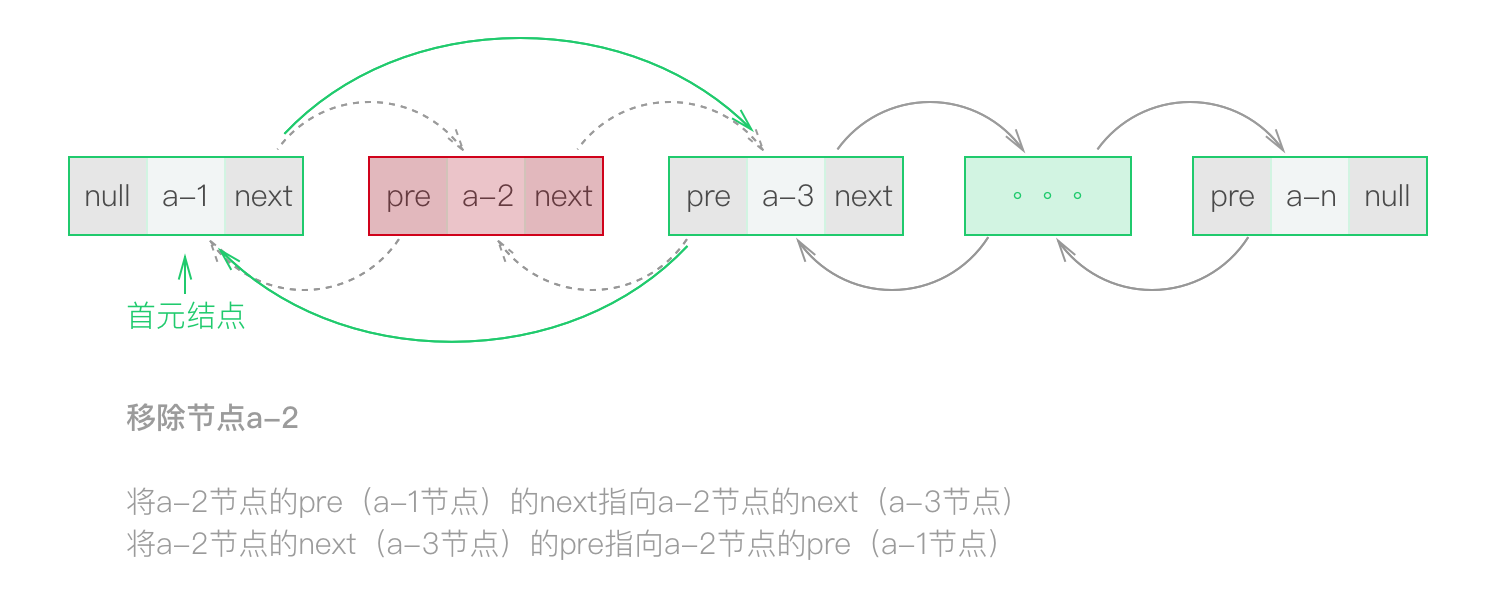 null a-1 next pre a-2 next pre a-3 next pre a-n null
首元结点
移除节点a-2
将a-2节点的pre（a-1节点）的next指向a-2节点的next（a-3节点）
将a-2节点的next（a-3节点）的pre指向a-2节点的pre（a-1节点）